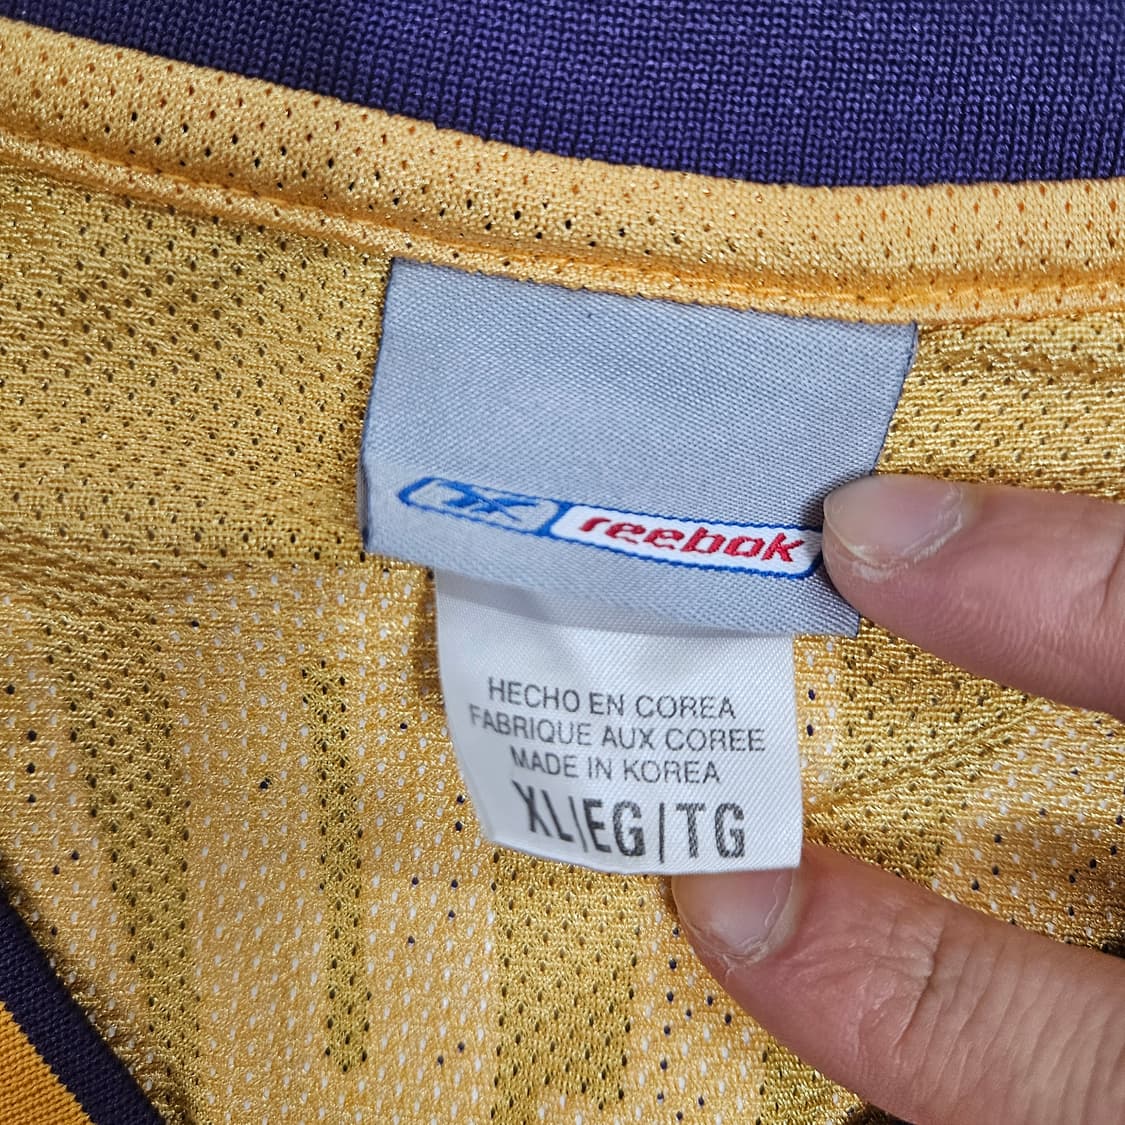 reebok
HECHO EN COREA
FABRIQUE AUX COREE
MADE IN KOREA
XL|EG|TG